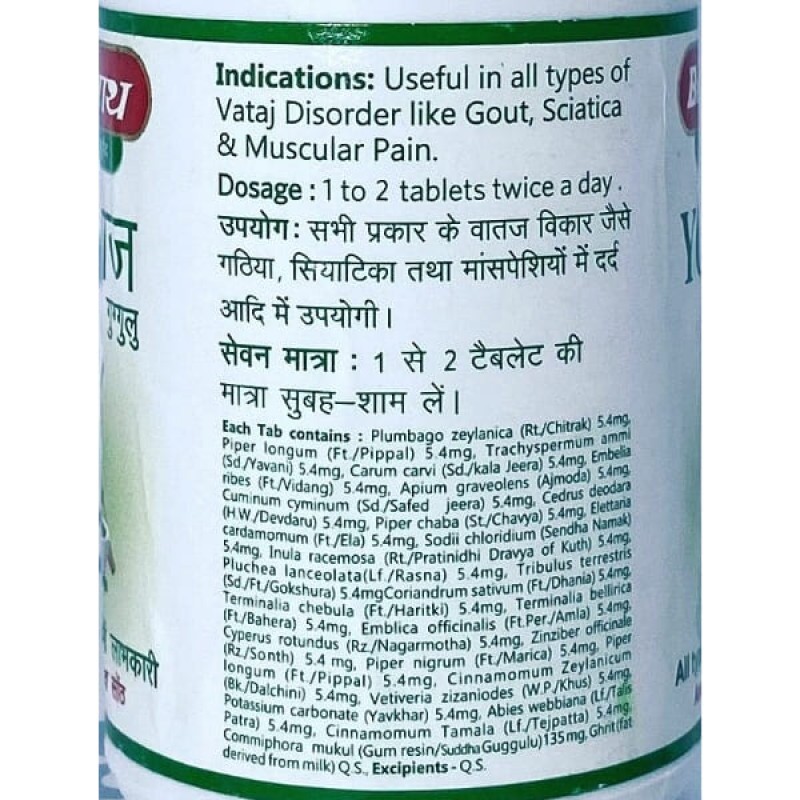 Indications: Useful in all types of
Vataj Disorder like Gout, Sciatica
& Muscular Pain.
Dosage : 1 to 2 tablets twice a day.
उपयोग: सभी प्रकार के वातज विकार जैसे
गठिया, सियाटिका तथा मांसपेशियों में दर्द
आदि में उपयोगी।
सेवन मात्रा : 1 से 2 टैबलेट की
मात्रा सुबह–शाम लें।
Each Tab contains : Plumbago zeylanica (Rt./Chitrak) 5.4mg,
Piper longum (Ft./Pippal) 5.4mg, Trachyspermum ammi
(Sd./Yavani) 5.4mg, Carum carvi (Sd./kala Jeera) 5.4mg, Embelia
ribes (Ft./Vidang) 5.4mg, Apium graveolens (Ajmoda) 5.4mg,
Cuminum cyminum (Sd./Safed jeera) 5.4mg, Cedrus deodara
(H.W./Devdaru) 5.4mg, Piper chaba (St./Chavya) 5.4mg, Elettaria
cardamomum (Ft./Ela) 5.4mg, Sodii chloridium (Sendha Namak)
5.4mg, Inula racemosa (Rt./Pratinidhi Dravya of Kuth) 5.4mg,
Pluchea lanceolata(Lf./Rasna) 5.4mg, Tribulus terrestris
(Sd./Ft./Gokshura) 5.4mgCoriandrum sativum (Ft./Dhania) 5.4mg,
Terminalia chebula (Ft./Haritki) 5.4mg, Terminalia bellirica
(Ft./Bahera) 5.4mg, Emblica officinalis (Ft.Per./Amla) 5.4mg,
Cyperus rotundus (Rz./Nagarmotha) 5.4mg, Zinziber officinale
(Rz./Sonth) 5.4 mg, Piper nigrum (Ft./Marica) 5.4mg, Piper
longum (Ft./Pippal) 5.4mg, Cinnamomum Zeylanicum
(Bk./Dalchini) 5.4mg, Vetiveria zizaniodes (W.P./Khus) 5.4mg,
Potassium carbonate (Yavkhar) 5.4mg, Abies webbiana (Lf./Talis
Patra) 5.4mg, Cinnamomum Tamala (Lf./Tejpatta) 5.4mg,
Commiphora mukul (Gum resin/Suddha Guggulu) 135 mg. Ghrit (fat
derived from milk) Q.S., Excipients - Q.S.
गुग्गुलु
लाभकारी
All